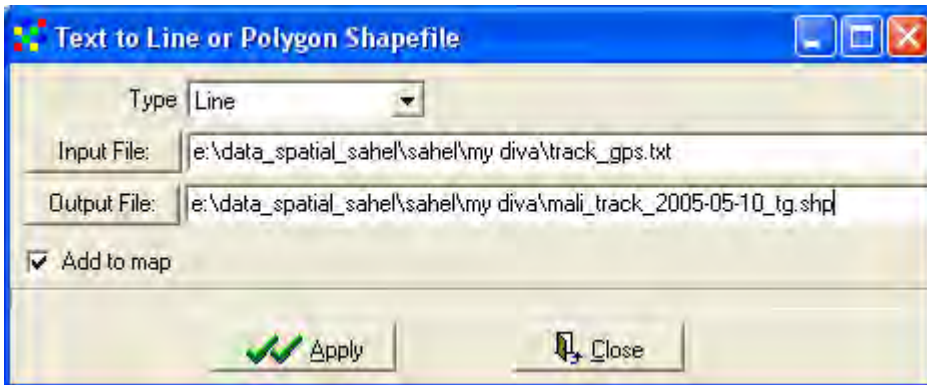 Text to Line or Polygon Shapefile
Type Line
Input File: e:\data_spatial_sahel\sahel\my diva\track_gps.txt
Output File: e:\data_spatial_sahel\sahel\my diva\mali_track_2005-05-10_tg.shp
Add to map
Apply Close